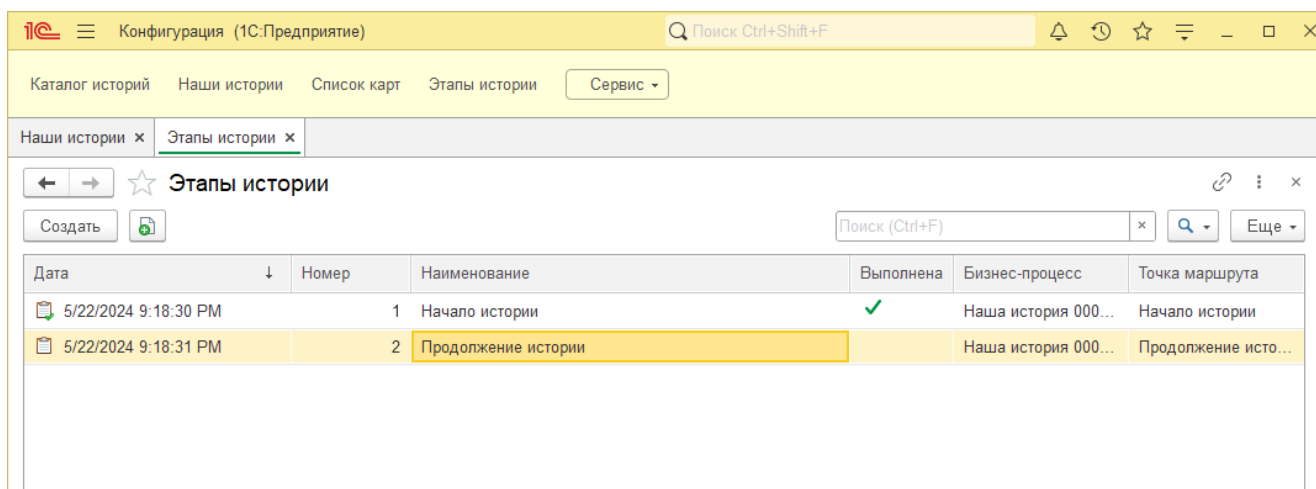 1С Конфигурация (1С:Предприятие) Поиск Ctrl+Shift+F
Каталог историй Наши истории Список карт Этапы истории Сервис
Наши истории Этапы истории
Этапы истории
Создать Поиск (Ctrl+F) Еще
Дата Номер Наименование Выполнена Бизнес-процесс Точка маршрута
5/22/2024 9:18:30 PM 1 Начало истории Наша история 000... Начало истории
5/22/2024 9:18:31 PM 2 Продолжение истории Наша история 000... Продолжение исто...